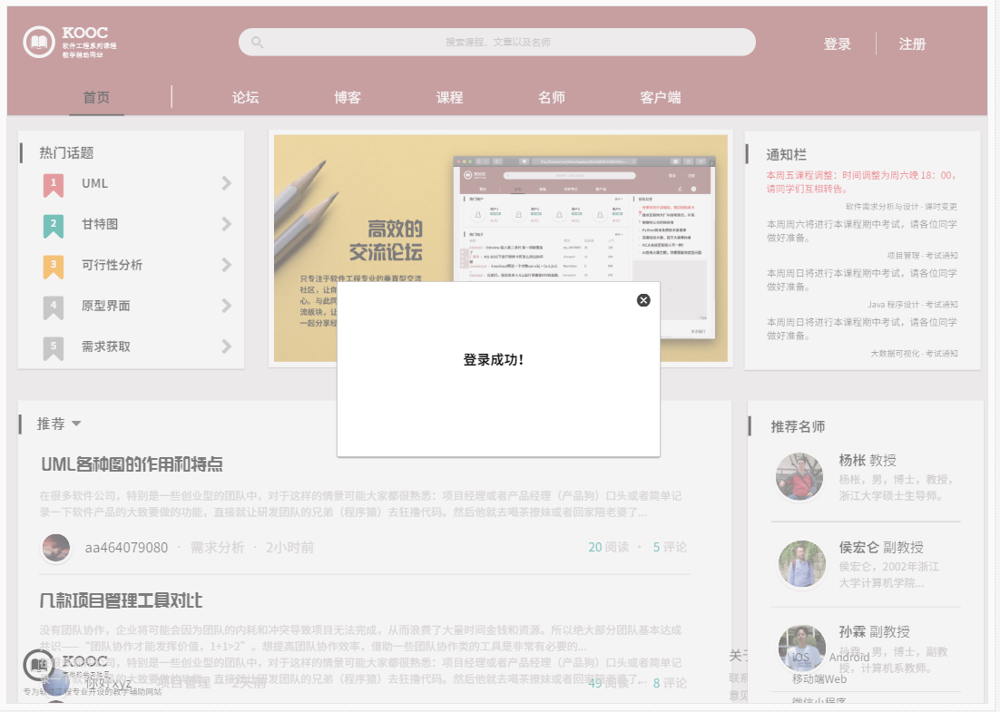 KOOC
软件工程系列课程
教学辅助网站
搜索课程、文章以及名师
登录
注册
首页
论坛
博客
课程
名师
客户端
热门话题
1 UML
2 甘特图
3 可行性分析
4 原型界面
5 需求获取
高效的
交流论坛
只专注于软件工程专业的垂直型交流
通知栏
本周五课程调整：时间调整为周六晚 18：00，
请同学们互相转告。
软件需求分析与设计 · 课时变更
本周周六将进行本课程期中考试，请各位同学
做好准备。
项目管理 · 考试通知
本周周日将进行本课程期中考试，请各位同学
做好准备。
Java 程序设计 · 考试通知
本周周日将进行本课程期中考试，请各位同学
做好准备。
大数据可视化 · 考试通知
登录成功！
推荐
UML各种图的作用和特点
在很多软件公司，特别是一些创业型的团队中，对于这样的情景可能大家都很熟悉：项目经理或者产品经理（产品狗）口头或者简单记
录一下软件产品的大致要做的功能，直接就让研发团队的兄弟（程序猿）去狂撸代码。然后他就去喝茶撩妹或者回家陪老婆了...
aa464079080 · 需求分析 · 2小时前
20 阅读 · 5 评论
几款项目管理工具对比
没有团队协作，企业将可能会因为团队的内耗和冲突导致项目无法完成，从而浪费了大量时间金钱和资源。所以绝大部分团队基本达成
共识——“团队协作才能发挥价值，1+1>2”。想提高团队协作效率，借助一些团队协作类的工具是非常有必要的...
项目管理 · 2天前
49 阅读 · 8 评论
推荐名师
杨枨 教授
杨枨，男，博士，教授，
浙江大学硕士生导师。
侯宏仑 副教授
侯宏仑，2002年浙江
大学计算机学院...
孙霖 副教授
孙霖，男，博士，副教
授，计算机系教师。
KOOC
专为软件工程专业开设的教学辅助网站
iOS
Android
移动端Web
微信小程序